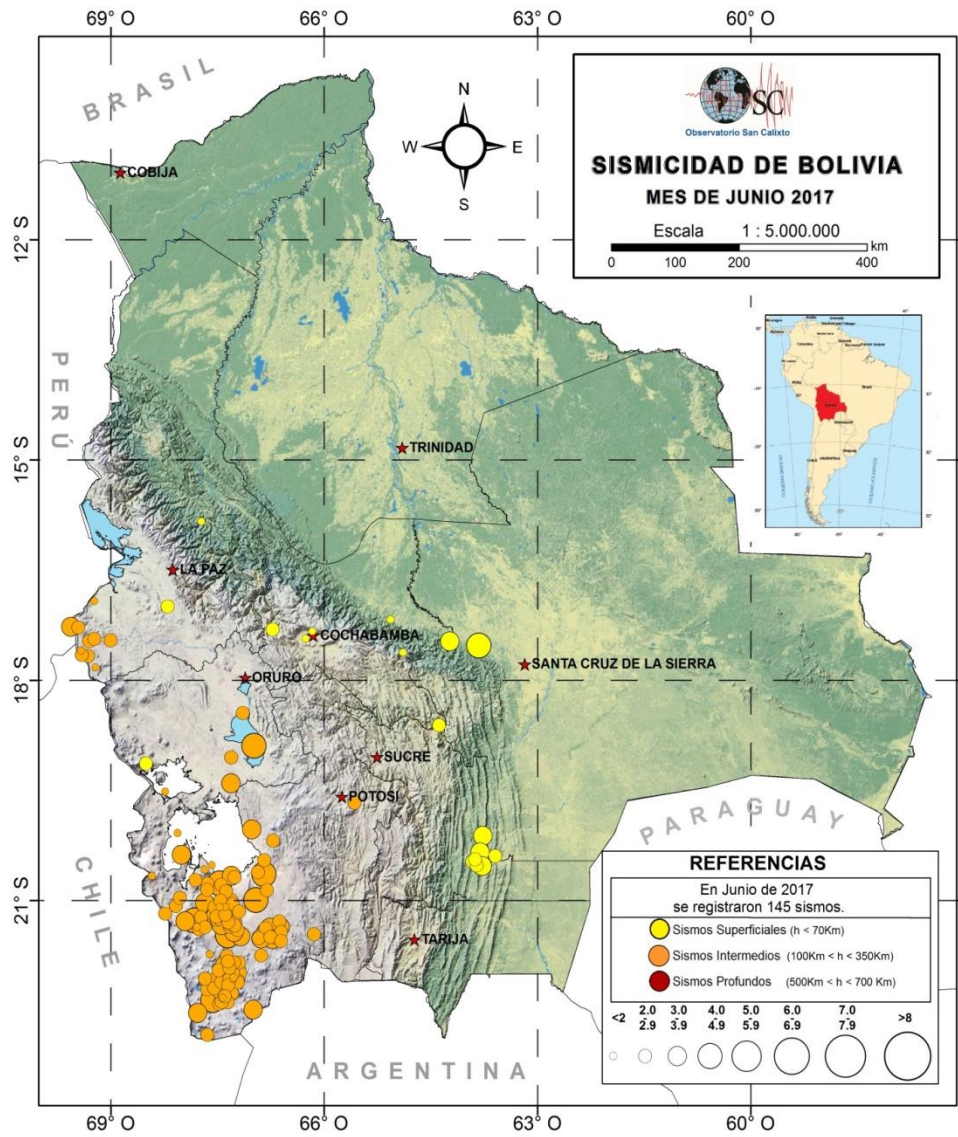 69° O
66° O
63° O
60° O
BRASIL
N
W
E
S
SC
Observatorio San Calixto
SISMICIDAD DE BOLIVIA
MES DE JUNIO 2017
Escala 1 : 5.000.000
km
0 100 200 400
COBIJA
12° S
PERÚ
TRINIDAD
15° S
LA PAZ
COCHABAMBA
SANTA CRUZ DE LA SIERRA
ORURO
18° S
SUCRE
POTOSI
PARAGUAY
CHILE
21° S
TARIJA
ARGENTINA
REFERENCIAS
En Junio de 2017
se registraron 145 sismos.
Sismos Superficiales (h < 70Km)
Sismos Intermedios (100Km < h < 350Km)
Sismos Profundos (500Km < h < 700 Km)
<2 2.0 - 2.9 3.0 - 3.9 4.0 - 4.9 5.0 - 5.9 6.0 - 6.9 7.0 - 7.9 >8
69° O
66° O
63° O
60° O